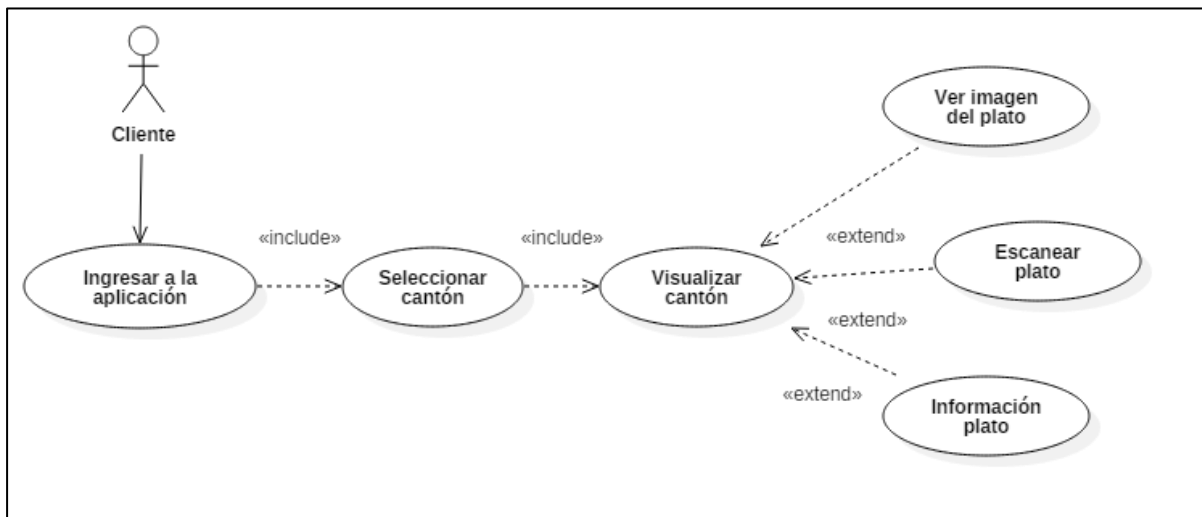 Cliente
Ver imagen
del plato
«include»
«include»
«extend»
Ingresar a la
aplicación
Seleccionar
cantón
Visualizar
cantón
Escanear
plato
«extend»
«extend»
Información
plato